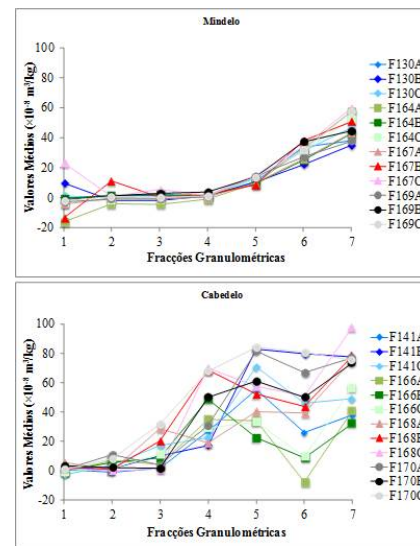 Mindelo
Valores Médios (×10⁻⁸ m³/kg)
100
80
60
40
20
0
-20
1 2 3 4 5 6 7
Fracções Granulométricas
F130A
F130B
F130C
F164A
F164B
F164C
F167A
F167B
F167C
F169A
F169B
F169C
Cabedelo
Valores Médios (×10⁻⁸ m³/kg)
100
80
60
40
20
0
-20
1 2 3 4 5 6 7
Fracções Granulométricas
F141A
F141B
F141C
F166A
F166B
F166C
F168A
F168B
F168C
F170A
F170B
F170C